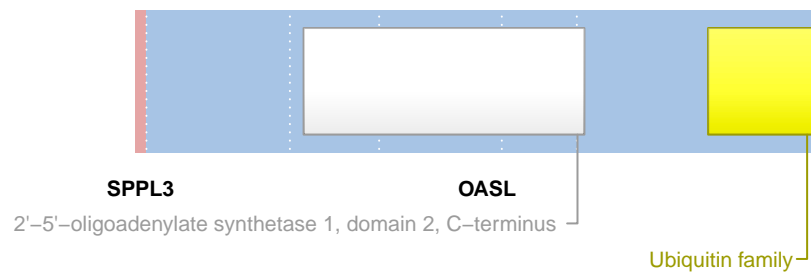 SPPL3 OASL
2'−5'−oligoadenylate synthetase 1, domain 2, C−terminus
Ubiquitin family